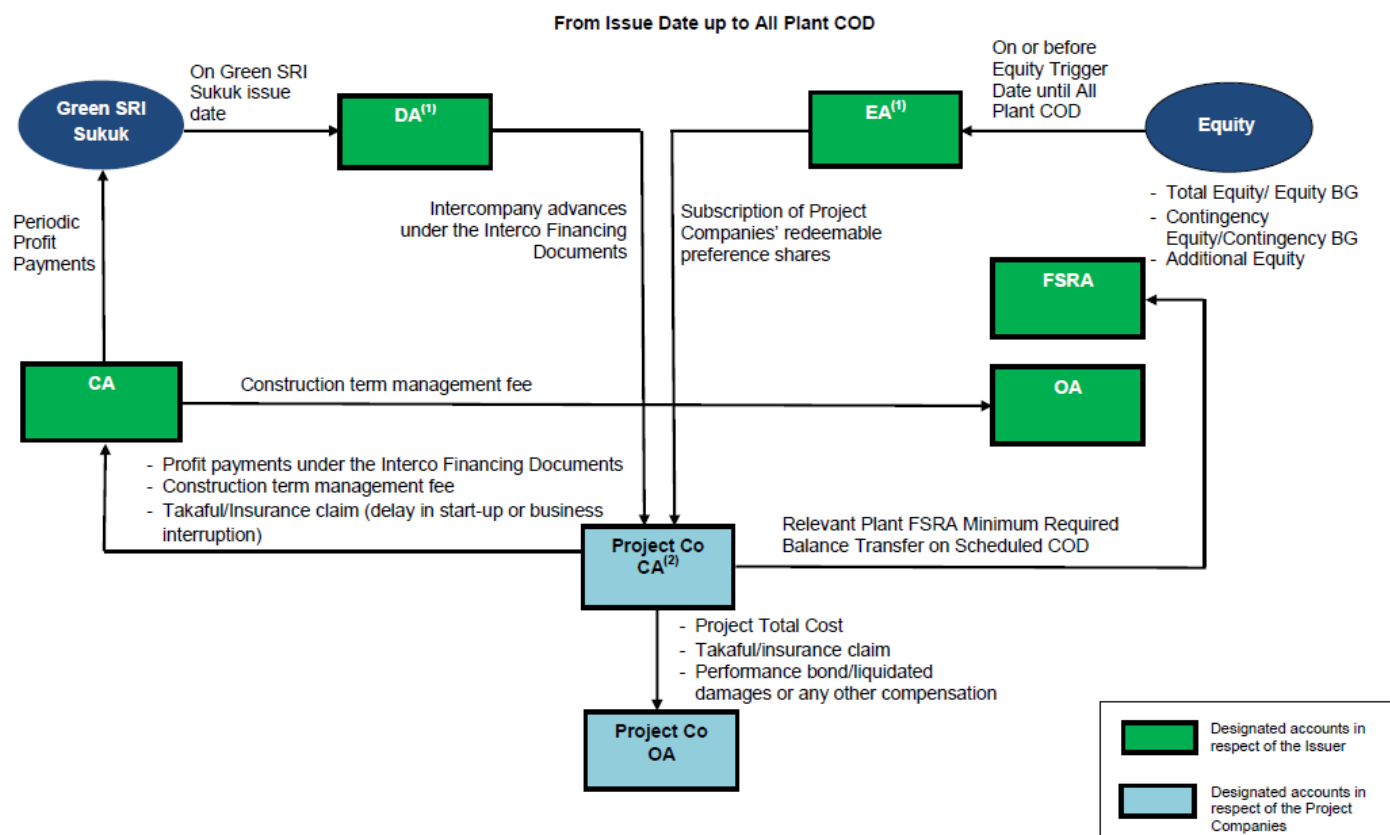 From Issue Date up to All Plant COD
On Green SRI
Sukuk issue
date
On or before
Equity Trigger
Date until All
Plant COD
Green SRI
Sukuk
DA(1)
EA(1)
Equity
Periodic
Profit
Payments
Intercompany advances
under the Interco Financing
Documents
Subscription of Project
Companies' redeemable
preference shares
- Total Equity/ Equity BG
- Contingency
Equity/Contingency BG
- Additional Equity
FSRA
CA
Construction term management fee
OA
- Profit payments under the Interco Financing Documents
- Construction term management fee
- Takaful/Insurance claim (delay in start-up or business
interruption)
Project Co
CA(2)
Relevant Plant FSRA Minimum Required
Balance Transfer on Scheduled COD
- Project Total Cost
- Takaful/insurance claim
- Performance bond/liquidated
damages or any other compensation
Project Co
OA
Designated accounts in
respect of the Issuer
Designated accounts in
respect of the Project
Companies